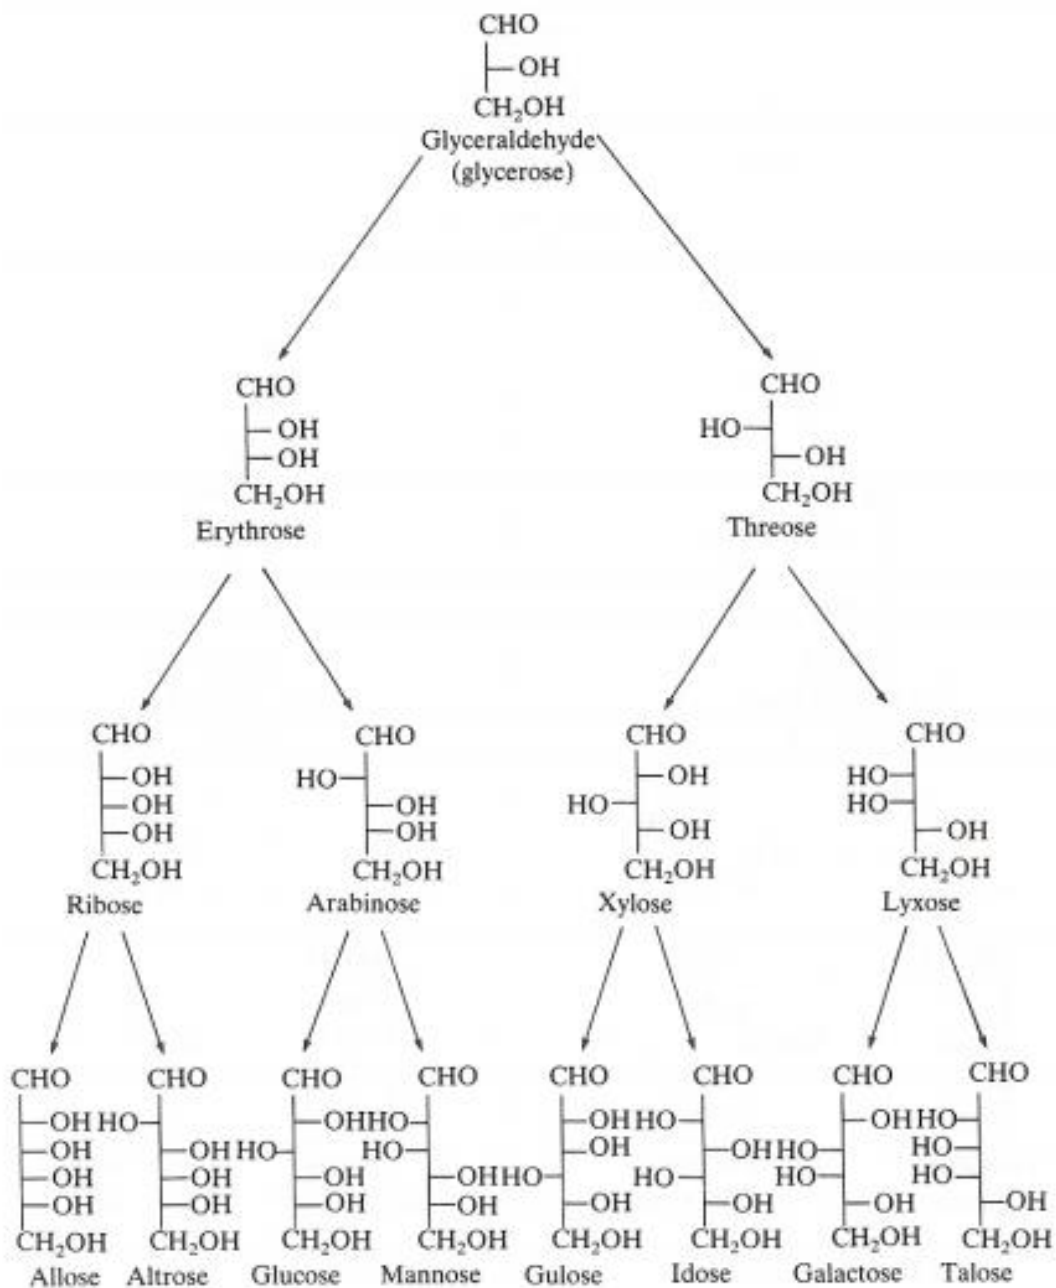 CHO
OH
CH₂OH
Glyceraldehyde
(glycerose)
CHO
OH
OH
CH₂OH
Erythrose
CHO
HO
OH
CH₂OH
Threose
CHO
OH
OH
OH
CH₂OH
Ribose
CHO
HO
OH
OH
CH₂OH
Arabinose
CHO
OH
HO
OH
CH₂OH
Xylose
CHO
HO
HO
OH
CH₂OH
Lyxose
CHO
OH
OH
OH
OH
CH₂OH
Allose
CHO
HO
OH
OH
OH
CH₂OH
Altrose
CHO
OH
HO
OH
OH
CH₂OH
Glucose
CHO
HO
HO
OH
OH
CH₂OH
Mannose
CHO
OH
OH
HO
OH
CH₂OH
Gulose
CHO
HO
OH
HO
OH
CH₂OH
Idose
CHO
OH
HO
HO
OH
CH₂OH
Galactose
CHO
HO
HO
HO
OH
CH₂OH
Talose